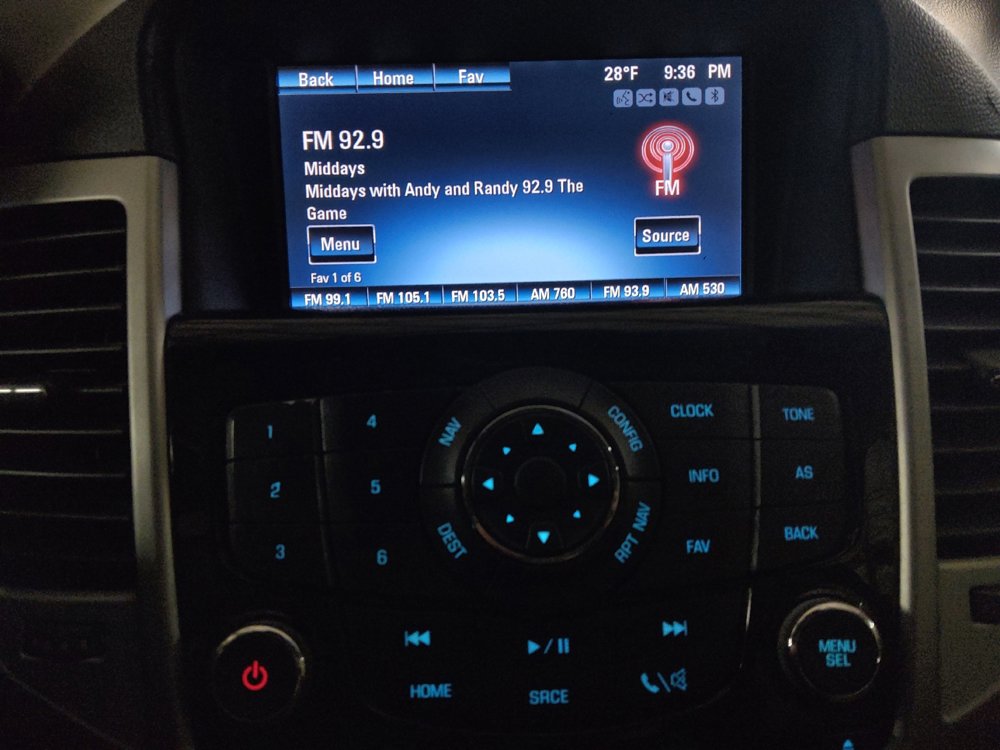 Back Home Fav 28°F 9:36 PM
FM 92.9
Middays
Middays with Andy and Randy 92.9 The
Game
FM
Menu
Source
Fav 1 of 6
FM 99.1 FM 105.1 FM 103.5 AM 760 FM 93.9 AM 530
1 4 NAV CONFIG CLOCK TONE
2 5 INFO AS
3 6 DEST RPT NAV FAV BACK
HOME SRCE
MENU
SEL